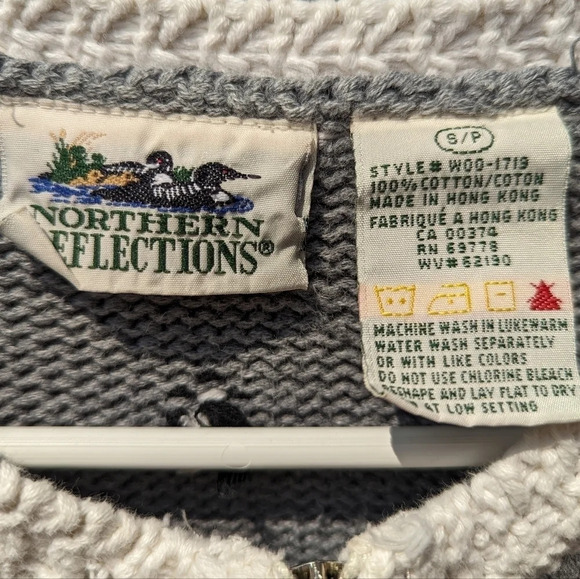 NORTHERN
EFLECTIONS®
S/P
STYLE# WOO-1719
100% COTTON/COTON
MADE IN HONG KONG
FABRIQUÉ A HONG KONG
CA 00374
RN 69778
WV# 62190
MACHINE WASH IN LUKEWARM
WATER WASH SEPARATELY
OR WITH LIKE COLORS
DO NOT USE CHLORINE BLEACH
RESHAPE AND LAY FLAT TO DRY
AT LOW SETTING